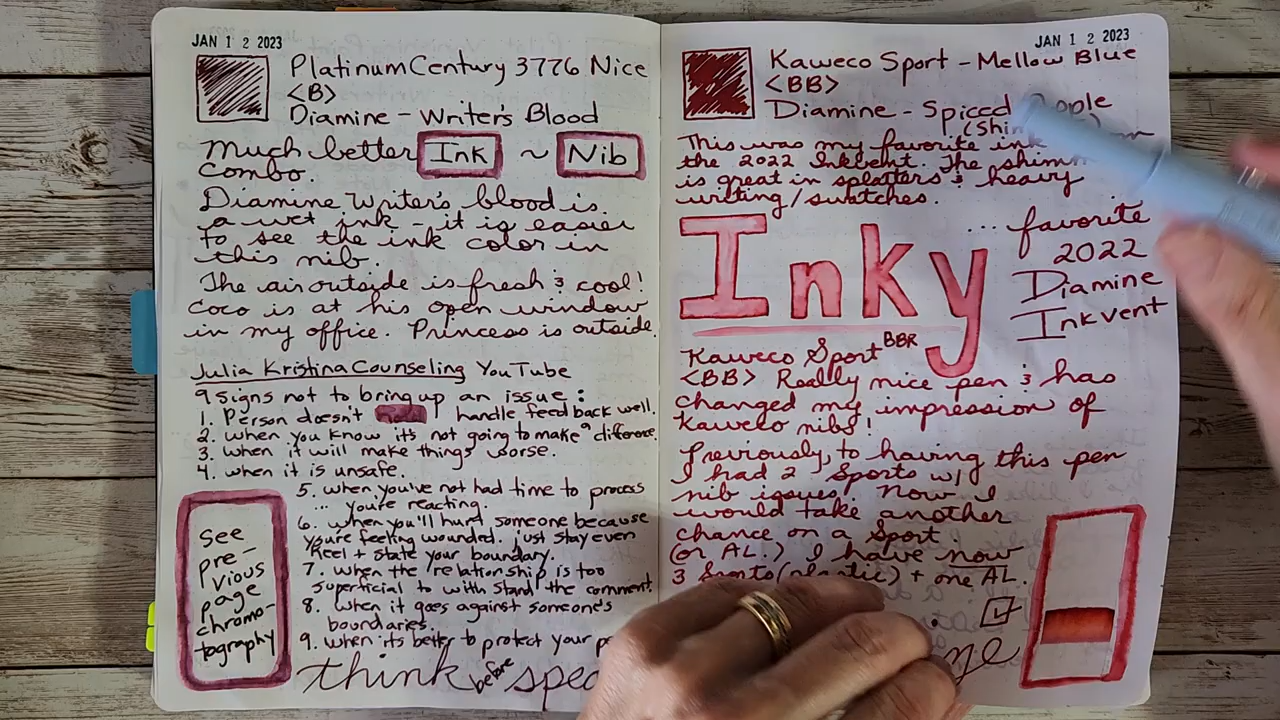 JAN 1 2 2023
Platinum Century 3776 Nice
<B>
Diamine - Writer's Blood
Much better Ink ~ Nib
combo.
Diamine Writer's blood is
a wet ink - it is easier
to see the ink color in
this nib.
The air outside is fresh & cool!
Coco is at his open window
in my office. Princess is outside.
Julia Kristina Counseling YouTube
9 signs not to bring up an issue:
1. Person doesn't handle feedback well.
2. when you know it's not going to make a difference.
3. when it will make things worse.
4. when it is unsafe.
5. when you've not had time to process
... you're reacting.
6. when you'll hurt someone because
you're feeling wounded. just stay even
keel + state your boundary.
7. when the relationship is too
superficial to with stand the comment.
8. when it goes against someone's
boundaries.
9. when it's better to protect your
see
pre-
vious
page
chroma-
tography
think before
JAN 1 2 2023
Kaweco Sport - Mellow Blue
<BB>
Diamine - Spiced
This was my favorite ink
the 2022 Inkvent. The
is great in splatters & heavy
writing/swatches.
Inky
... favorite
2022
Diamine
Inkvent
Kaweco Sport BBR
<BB> Really nice pen & has
changed my impression of
Kaweco nibs!
Previously, to having this pen
I had 2 Sports w/
nib issues. Now I
would take another
chance on a Sport
(or AL.) I have now
3 Sports (plastic) + one AL.